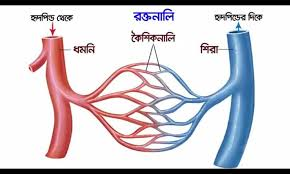 হৃদপিন্ড থেকে
রক্তনালি
হৃদপিন্ডের দিকে
কৈশিকনালি
ধমনি
শিরা